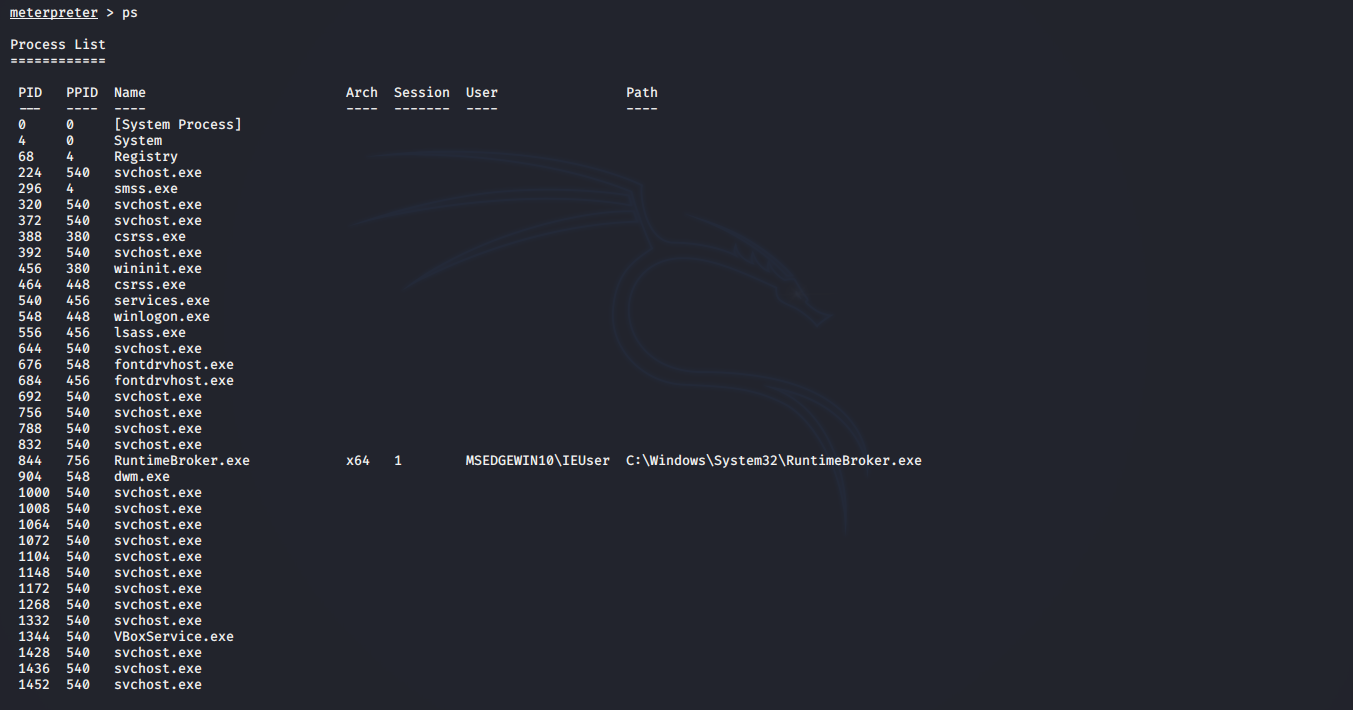 meterpreter > ps
Process List
============
PID PPID Name Arch Session User Path
--- ---- ---- ---- ------- ---- ----
0 0 [System Process]
4 0 System
68 4 Registry
224 540 svchost.exe
296 4 smss.exe
320 540 svchost.exe
372 540 svchost.exe
388 380 csrss.exe
392 540 svchost.exe
456 380 wininit.exe
464 448 csrss.exe
540 456 services.exe
548 448 winlogon.exe
556 456 lsass.exe
644 540 svchost.exe
676 548 fontdrvhost.exe
684 456 fontdrvhost.exe
692 540 svchost.exe
756 540 svchost.exe
788 540 svchost.exe
832 540 svchost.exe
844 756 RuntimeBroker.exe x64 1 MSEDGEWIN10\IEUser C:\Windows\System32\RuntimeBroker.exe
904 548 dwm.exe
1000 540 svchost.exe
1008 540 svchost.exe
1064 540 svchost.exe
1072 540 svchost.exe
1104 540 svchost.exe
1148 540 svchost.exe
1172 540 svchost.exe
1268 540 svchost.exe
1332 540 svchost.exe
1344 540 VBoxService.exe
1428 540 svchost.exe
1436 540 svchost.exe
1452 540 svchost.exe